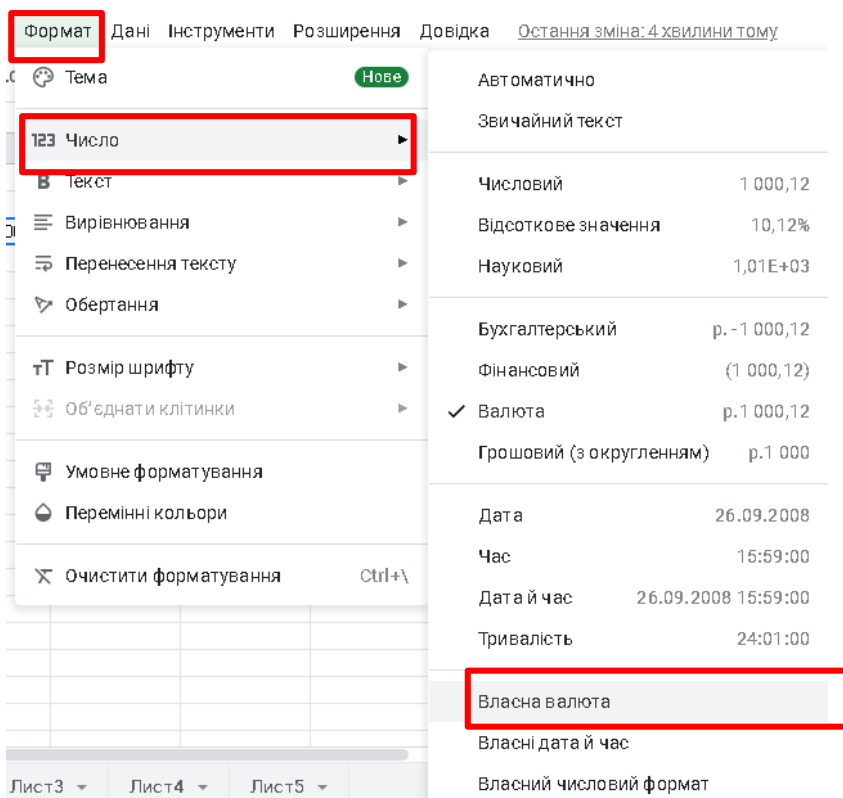 Формат Дані Інструменти Розширення Довідка Остання зміна: 4 хвилини тому
Тема Нове
123 Число
B Текст
Вирівнювання
Перенесення тексту
Обертання
тТ Розмір шрифту
Об'єднати клітинки
Умовне форматування
Перемінні кольори
Очистити форматування Ctrl+\
Автоматично
Звичайний текст
Числовий 1 000,12
Відсоткове значення 10,12%
Науковий 1,01E+03
Бухгалтерський р. -1 000,12
Фінансовий (1 000,12)
Валюта р.1 000,12
Грошовий (з округленням) р.1 000
Дата 26.09.2008
Час 15:59:00
Дата й час 26.09.2008 15:59:00
Тривалість 24:01:00
Власна валюта
Власні дата й час
Власний числовий формат
Лист3 Лист4 Лист5